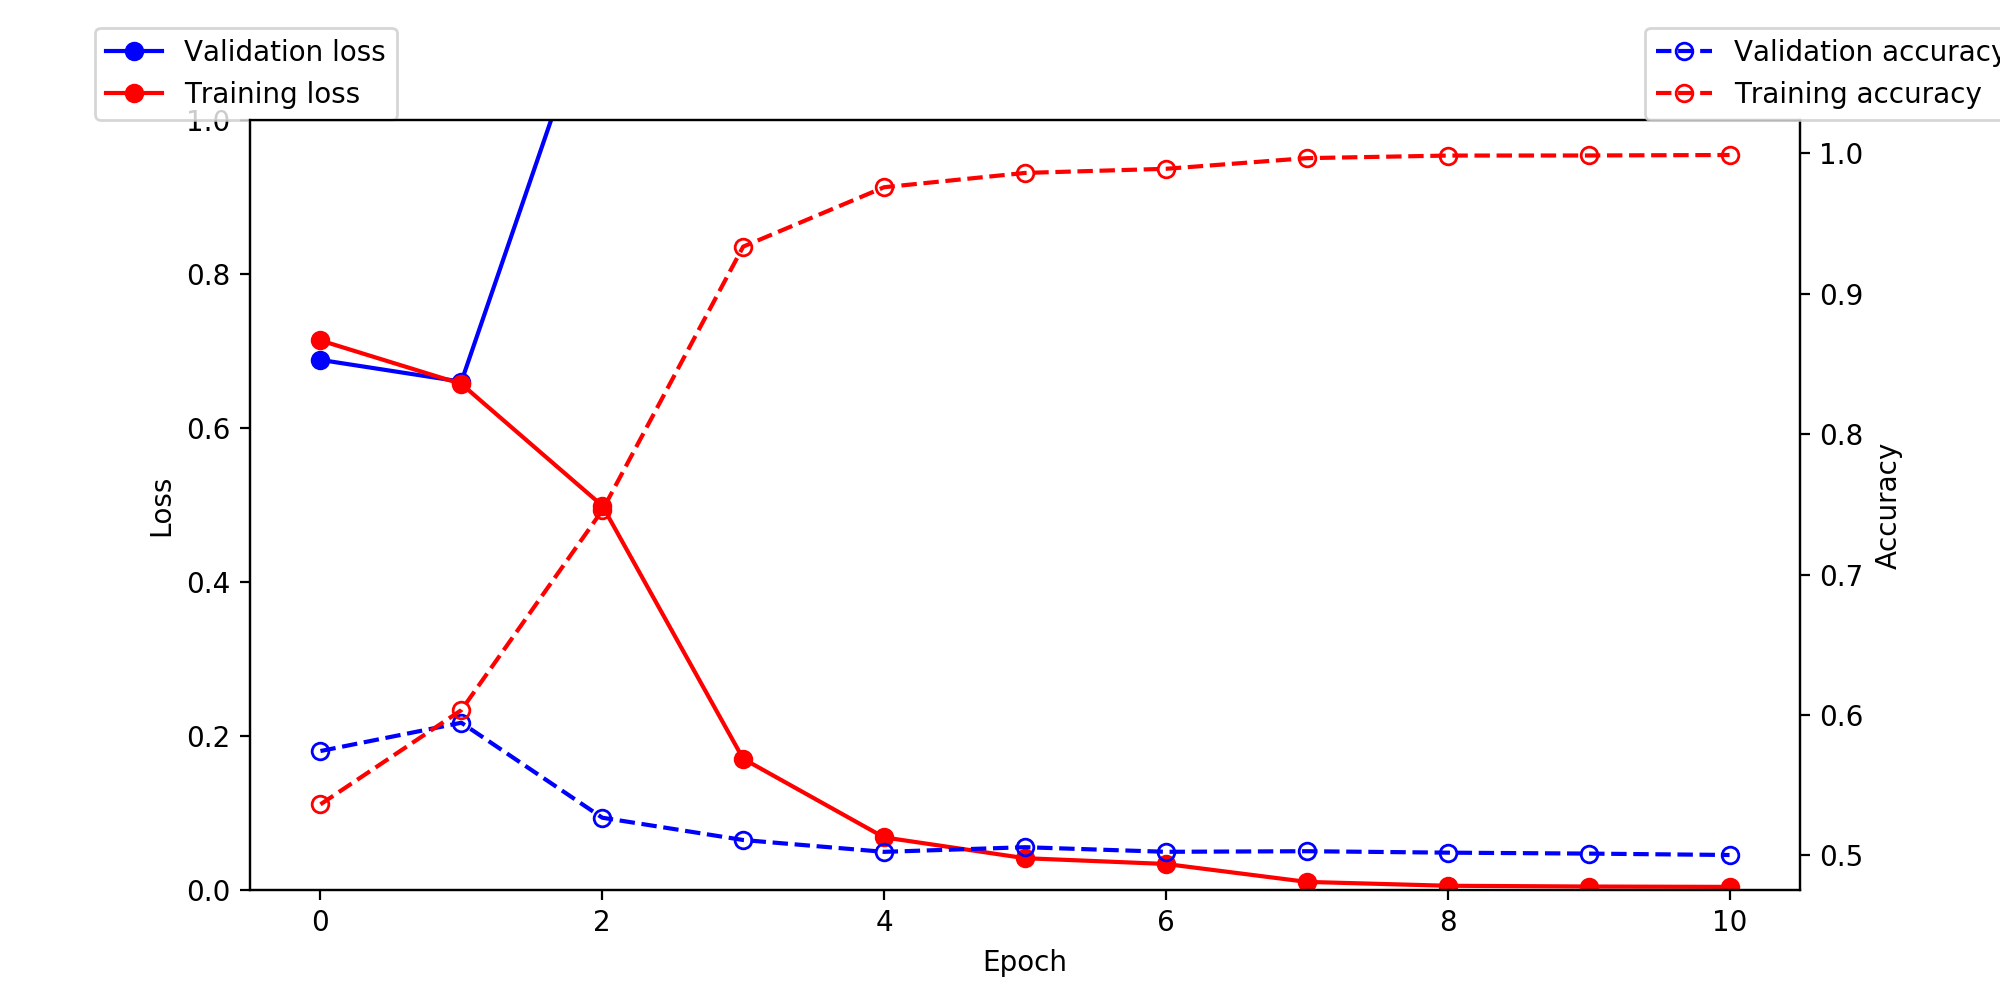 Validation loss
Training loss
Validation accuracy
Training accuracy
1.0
0.8
0.6
0.4
0.2
0.0
Loss
1.0
0.9
0.8
0.7
0.6
0.5
Accuracy
0 2 4 6 8 10
Epoch